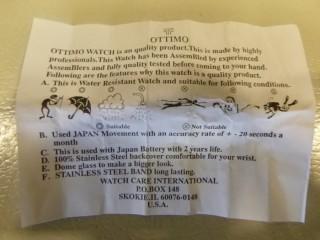 OTTIMO
OTTIMO WATCH is an quality product.This is made by highly
professionals.This Watch has been Assembled by experienced
Assemblers and fully quality tested before coming to your hand.
Following are the features why this watch is a quality product.
A. This is Water Resistant Watch and suitable for following conditions.
Suitable Not Suitable
B. Used JAPAN Movement with an accuracy rate of + - 20 seconds a
month
C. This is used with Japan Battery with 2 years life.
D. 100% Stainless Steel backcover comfortable for your wrist.
E. Dome glass to make a bigger look.
F. STAINLESS STEEL BAND long lasting.
WATCH CARE INTERNATIONAL
P.O.BOX 148
SKOKIE.IL 60076-0148
U.S.A.